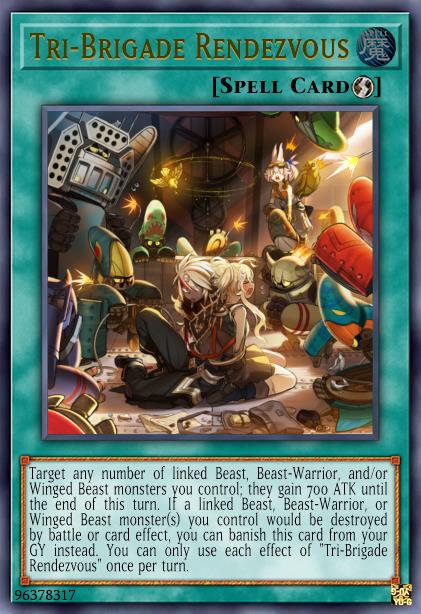 TRI-BRIGADE RENDEZVOUS
SPELL
魔
[SPELL CARD]
Target any number of linked Beast, Beast-Warrior, and/or
Winged Beast monsters you control; they gain 700 ATK until
the end of this turn. If a linked Beast, Beast-Warrior, or
Winged Beast monster(s) you control would be destroyed
by battle or card effect, you can banish this card from your
GY instead. You can only use each effect of "Tri-Brigade
Rendezvous" once per turn.
96378317